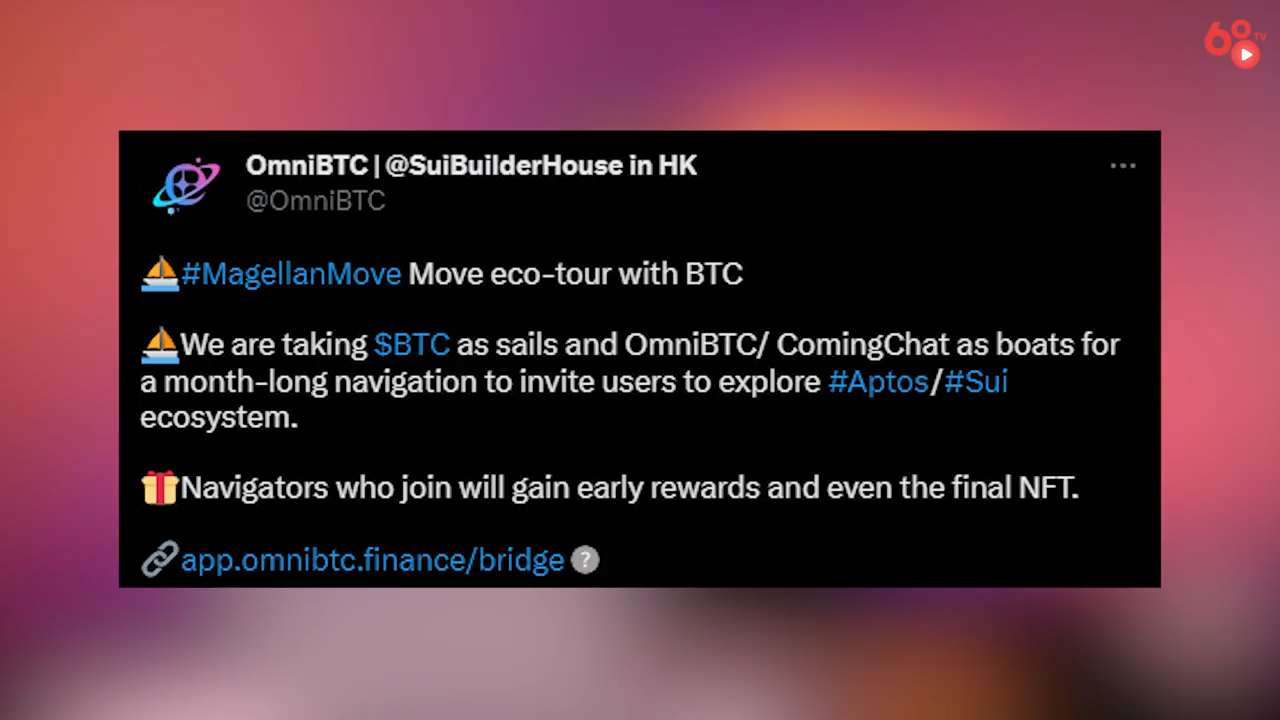 60 TV
OmniBTC | @SuiBuilderHouse in HK
@OmniBTC
...
⛵#MagellanMove Move eco-tour with BTC
⛵We are taking $BTC as sails and OmniBTC/ ComingChat as boats for
a month-long navigation to invite users to explore #Aptos/#Sui
ecosystem.
🎁Navigators who join will gain early rewards and even the final NFT.
🔗app.omnibtc.finance/bridge ?